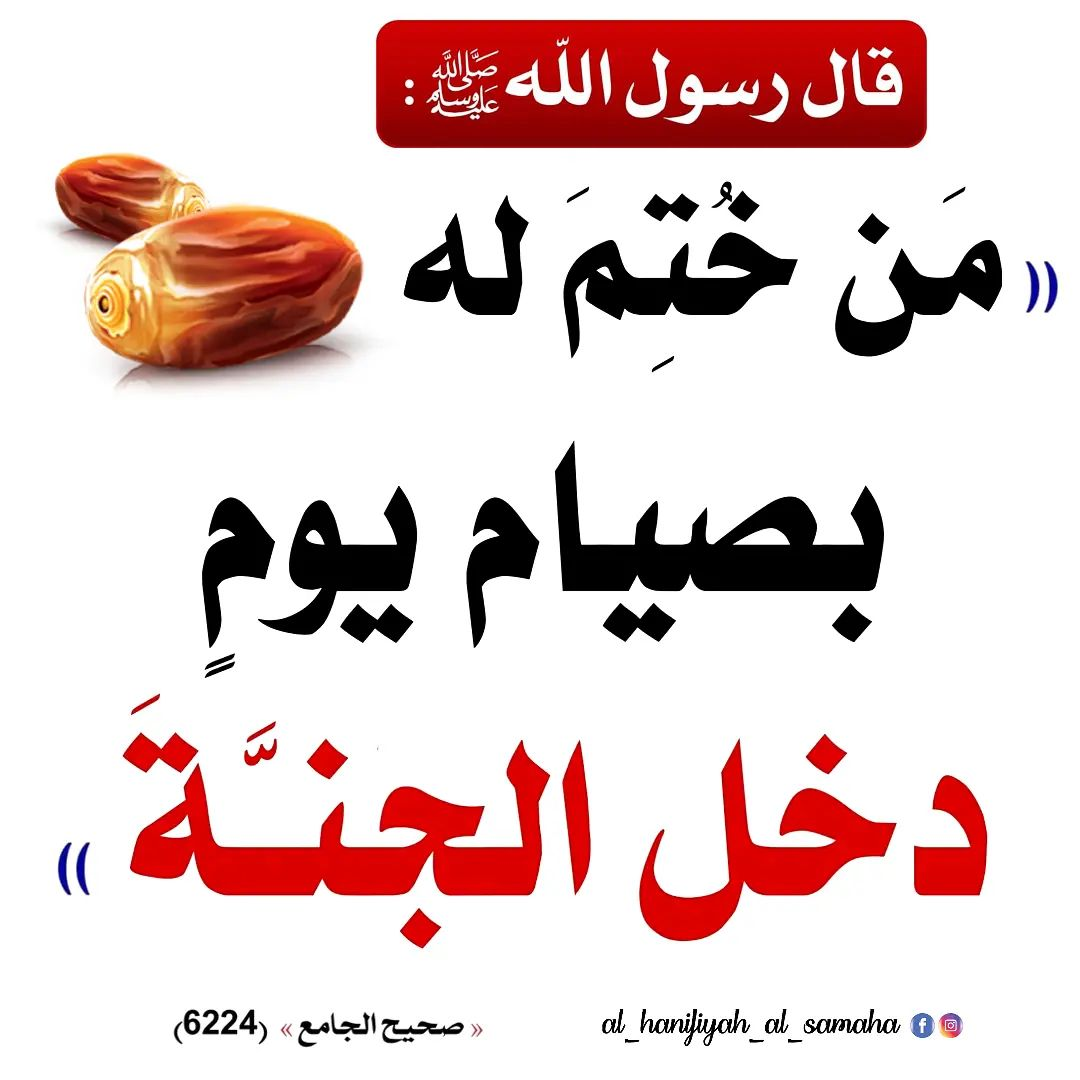 قال رسول الله ﷺ :
(( مَن خُتِمَ له
بصيام يومٍ
دخل الجنَّةَ ))
« صحيح الجامع » (6224)
al_hanifiyah_al_samaha